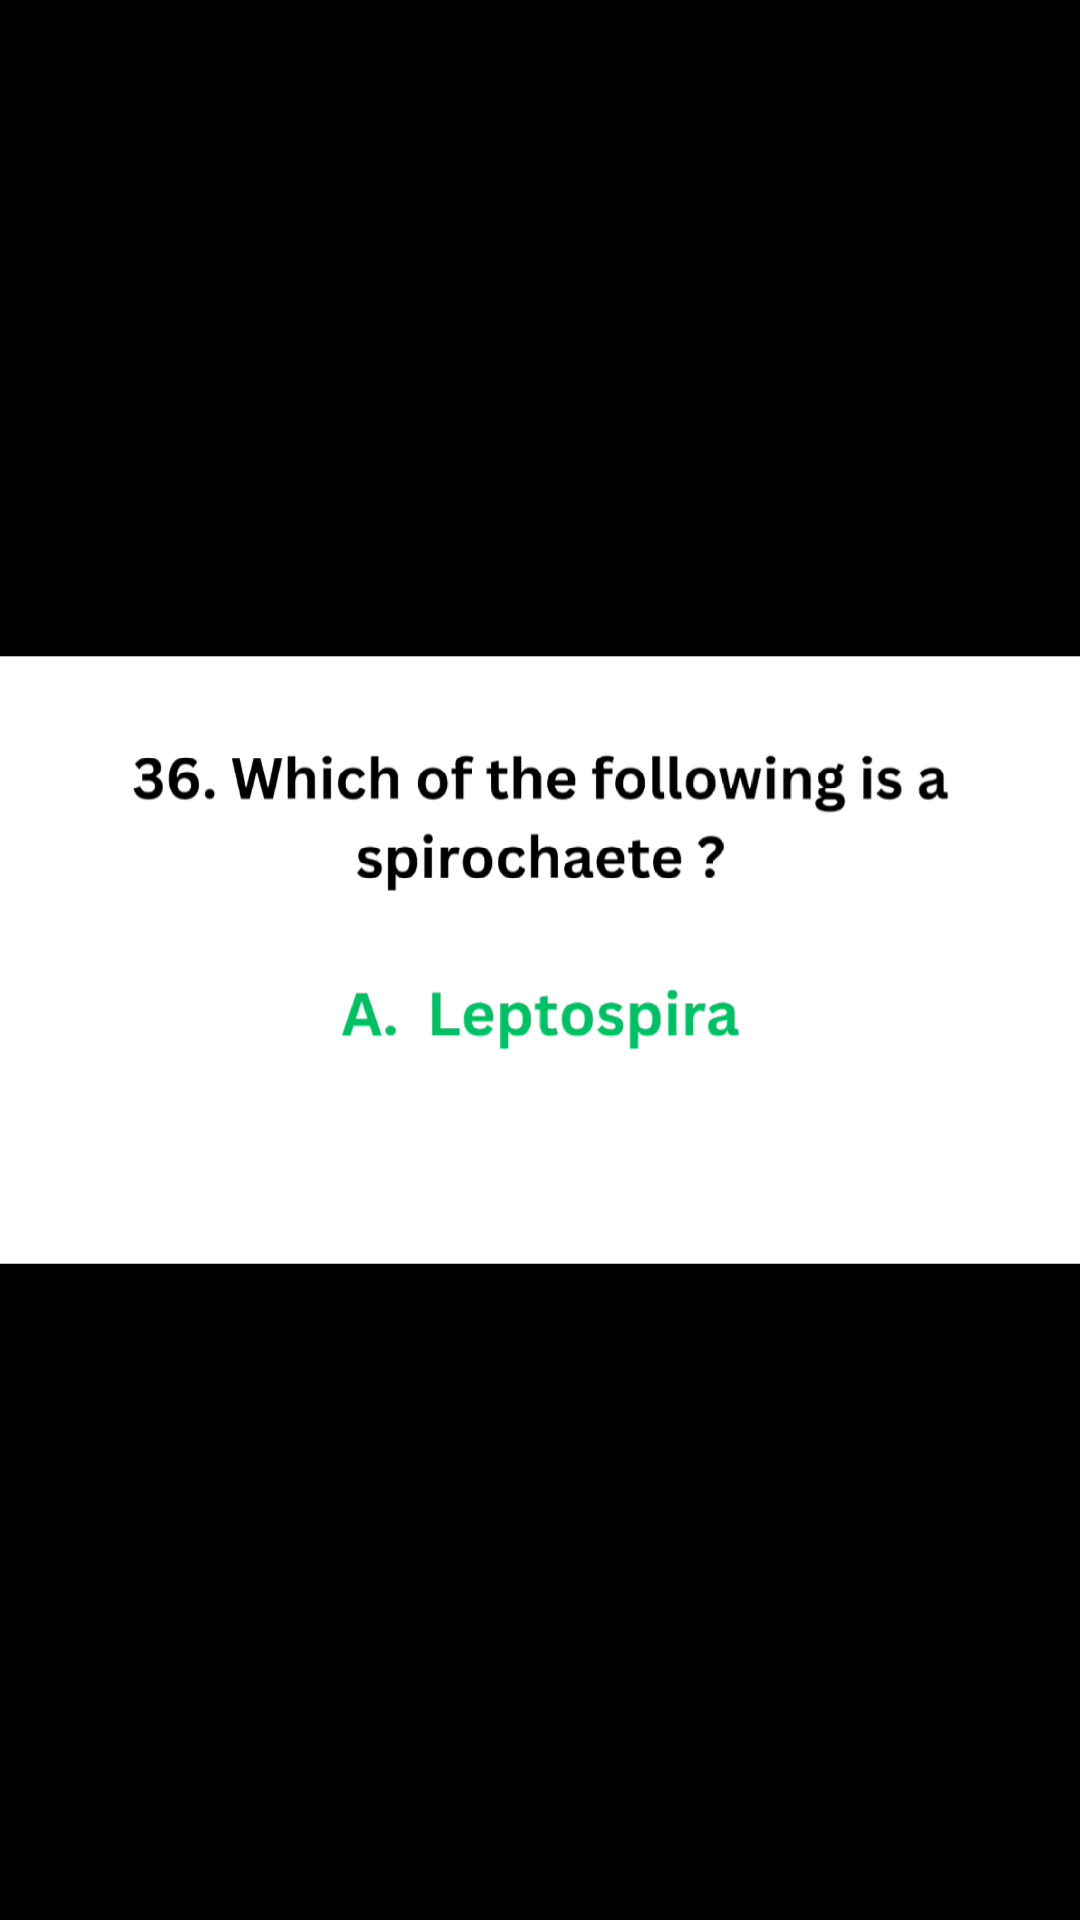 36. Which of the following is a
spirochaete ?
A. Leptospira